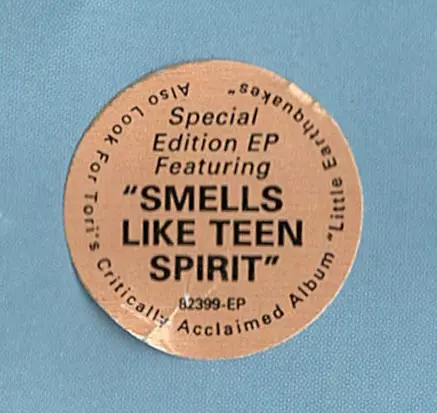 Special
Edition EP
Featuring
"SMELLS
LIKE TEEN
SPIRIT"
82399-EP
Also Look For Tori's Critically Acclaimed Album "Little Earthquakes"